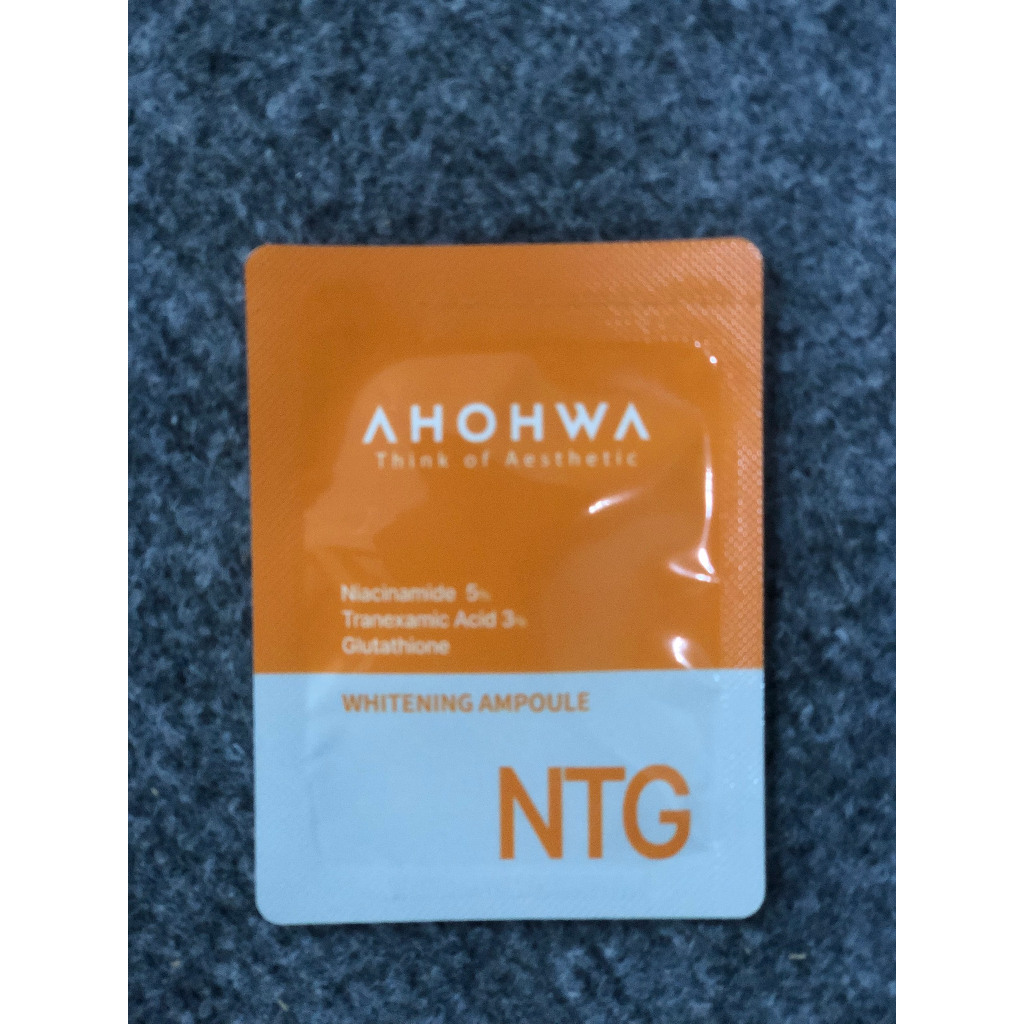 AHOHWA
Think of Aesthetic
Niacinamide 5%
Tranexamic Acid 3%
Glutathione
WHITENING AMPOULE
NTG